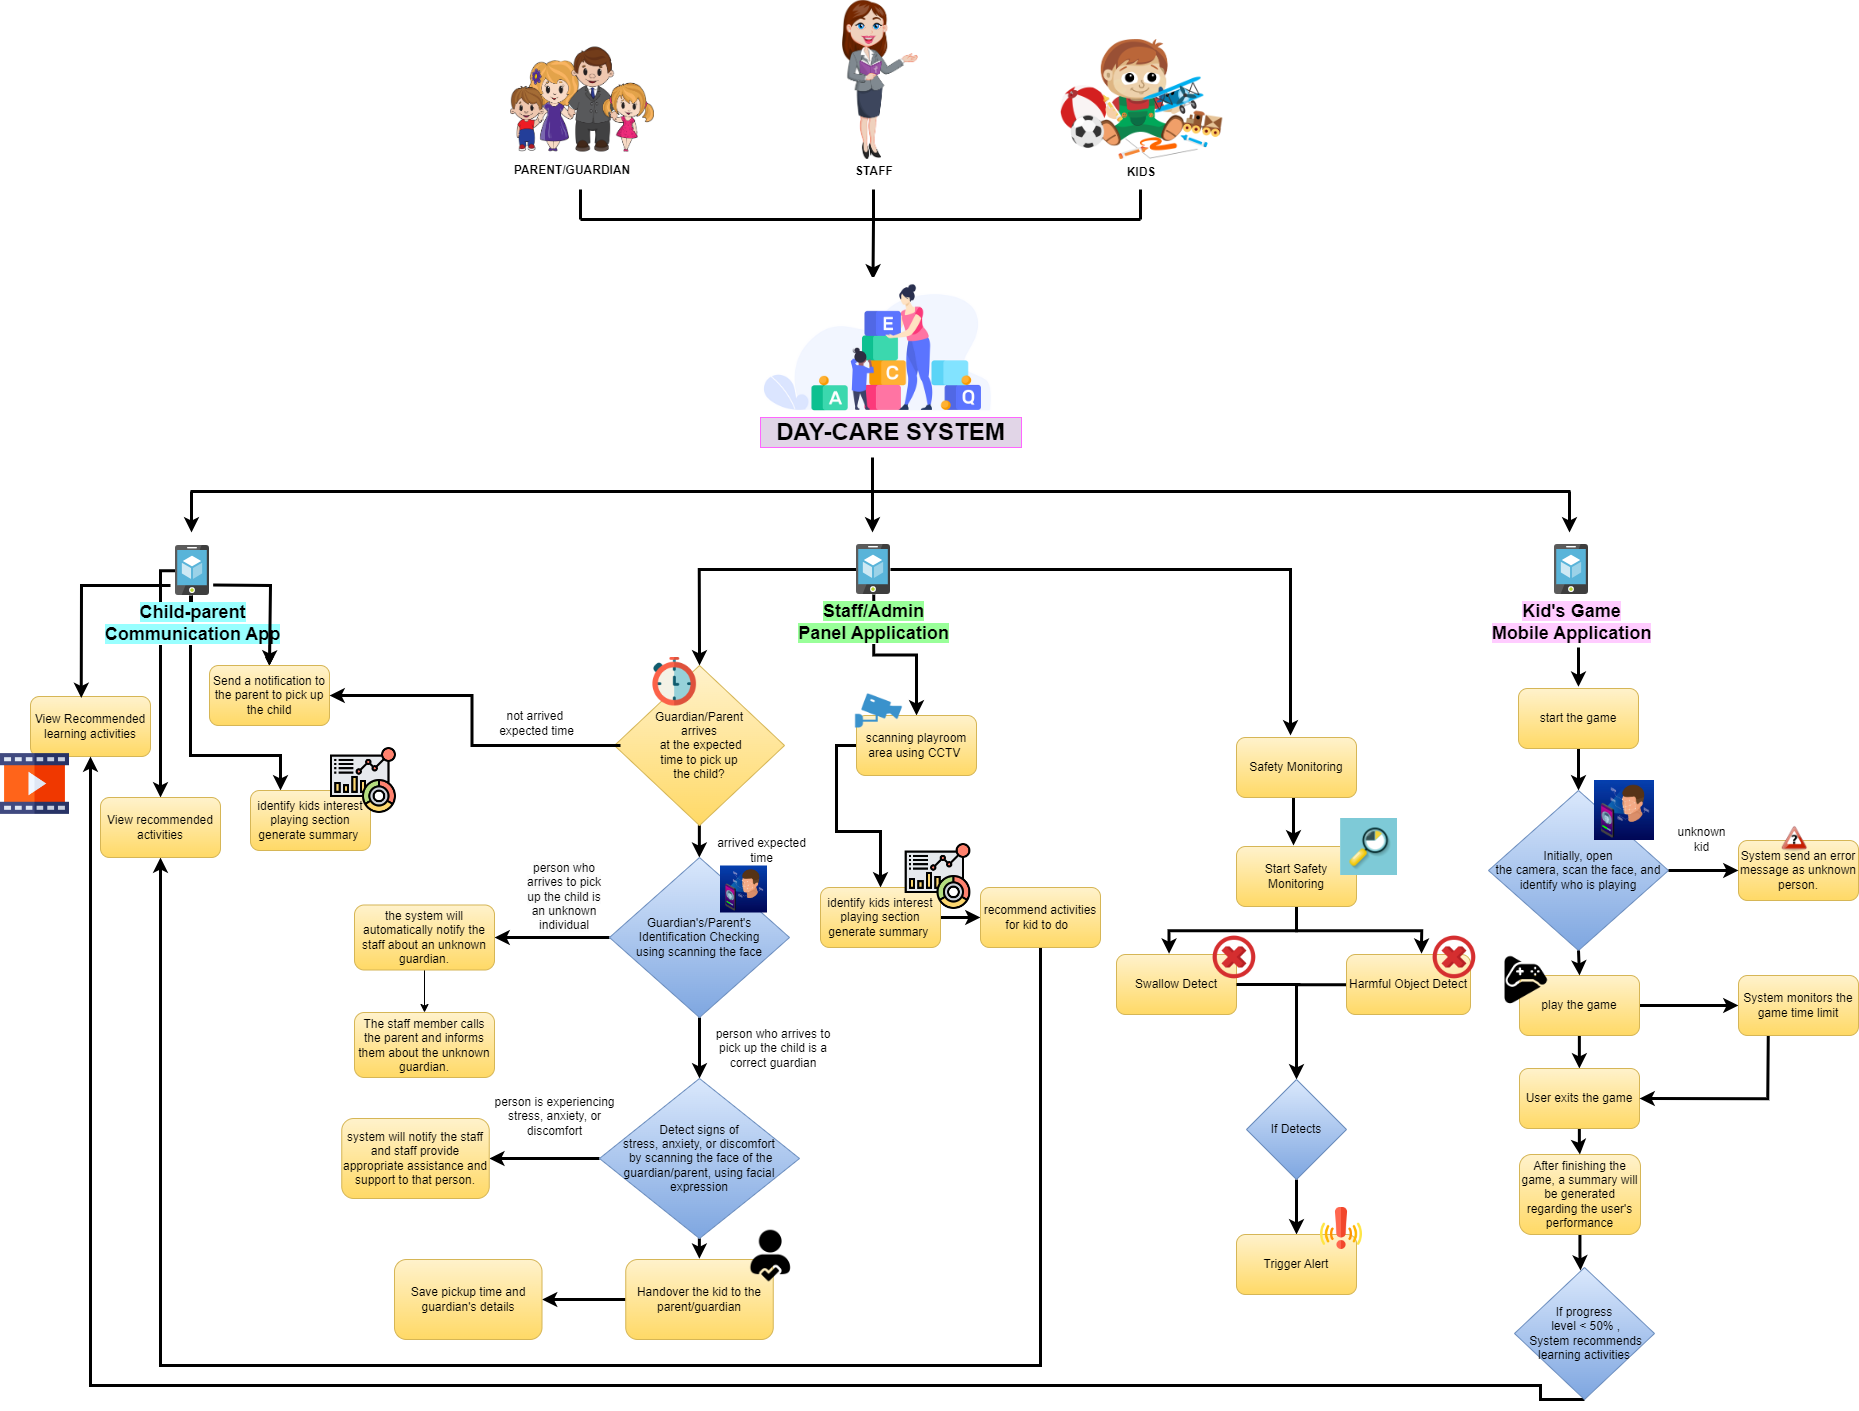 PARENT/GUARDIAN
STAFF
KIDS
E
C
A
Q
DAY-CARE SYSTEM
Child-parent
Communication App
Staff/Admin
Panel Application
Kid's Game
Mobile Application
Send a notification to
the parent to pick up
the child
View Recommended
learning activities
View recommended
activities
identify kids interest
playing section
generate summary
not arrived
expected time
Guardian/Parent
arrives
at the expected
time to pick up
the child?
arrived expected
time
person who
arrives to pick
up the child is
an unknown
individual
the system will
automatically notify the
staff about an unknown
guardian.
Guardian's/Parent's
Identification Checking
using scanning the face
The staff member calls
the parent and informs
them about the unknown
guardian.
person who arrives to
pick up the child is a
correct guardian
person is experiencing
stress, anxiety, or
discomfort
system will notify the staff
and staff provide
appropriate assistance and
support to that person.
Detect signs of
stress, anxiety, or discomfort
by scanning the face of the
guardian/parent, using facial
expression
Save pickup time and
guardian's details
Handover the kid to the
parent/guardian
scanning playroom
area using CCTV
identify kids interest
playing section
generate summary
recommend activities
for kid to do
Safety Monitoring
Start Safety
Monitoring
Swallow Detect
Harmful Object Detect
If Detects
Trigger Alert
start the game
Initially, open
the camera, scan the face, and
identify who is playing
unknown
kid
?
System send an error
message as unknown
person.
play the game
System monitors the
game time limit
User exits the game
After finishing the
game, a summary will
be generated
regarding the user's
performance
If progress
level < 50% ,
System recommends
learning activities